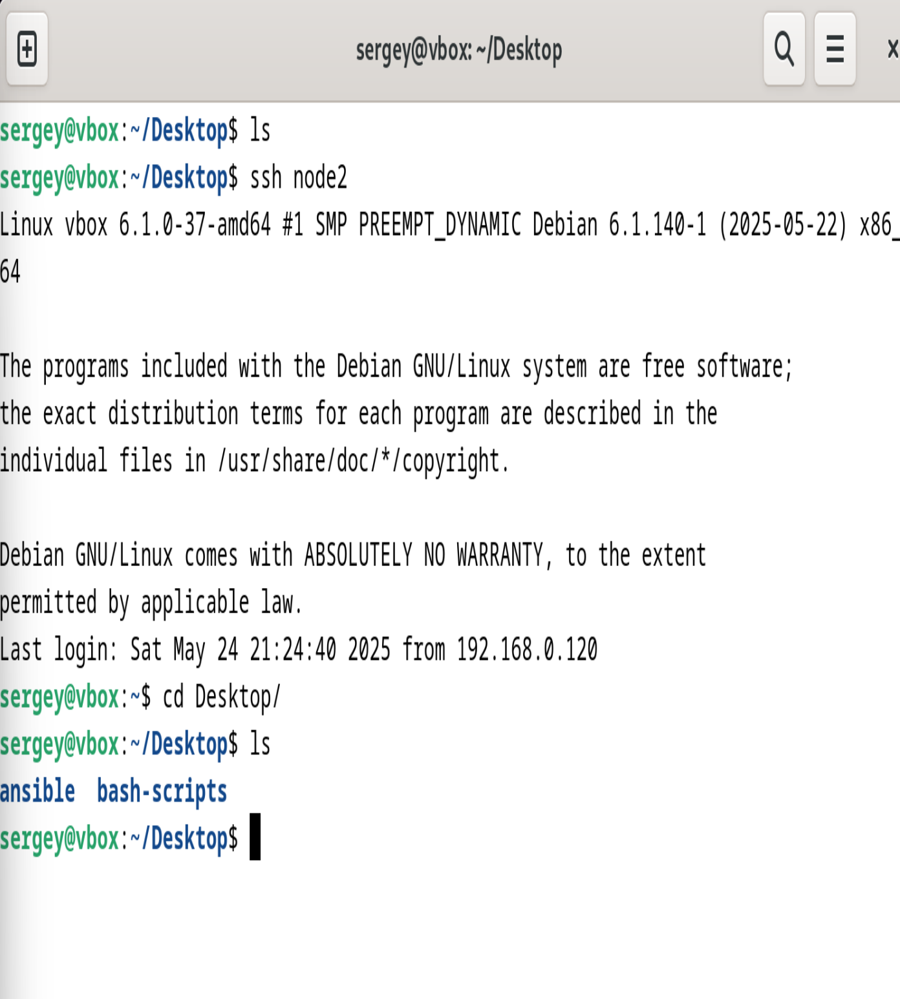 sergey@vbox: ~/Desktop
sergey@vbox:~/Desktop$ ls
sergey@vbox:~/Desktop$ ssh node2
Linux vbox 6.1.0-37-amd64 #1 SMP PREEMPT_DYNAMIC Debian 6.1.140-1 (2025-05-22) x86_
64
The programs included with the Debian GNU/Linux system are free software;
the exact distribution terms for each program are described in the
individual files in /usr/share/doc/*/copyright.
Debian GNU/Linux comes with ABSOLUTELY NO WARRANTY, to the extent
permitted by applicable law.
Last login: Sat May 24 21:24:40 2025 from 192.168.0.120
sergey@vbox:~$ cd Desktop/
sergey@vbox:~/Desktop$ ls
ansible  bash-scripts
sergey@vbox:~/Desktop$